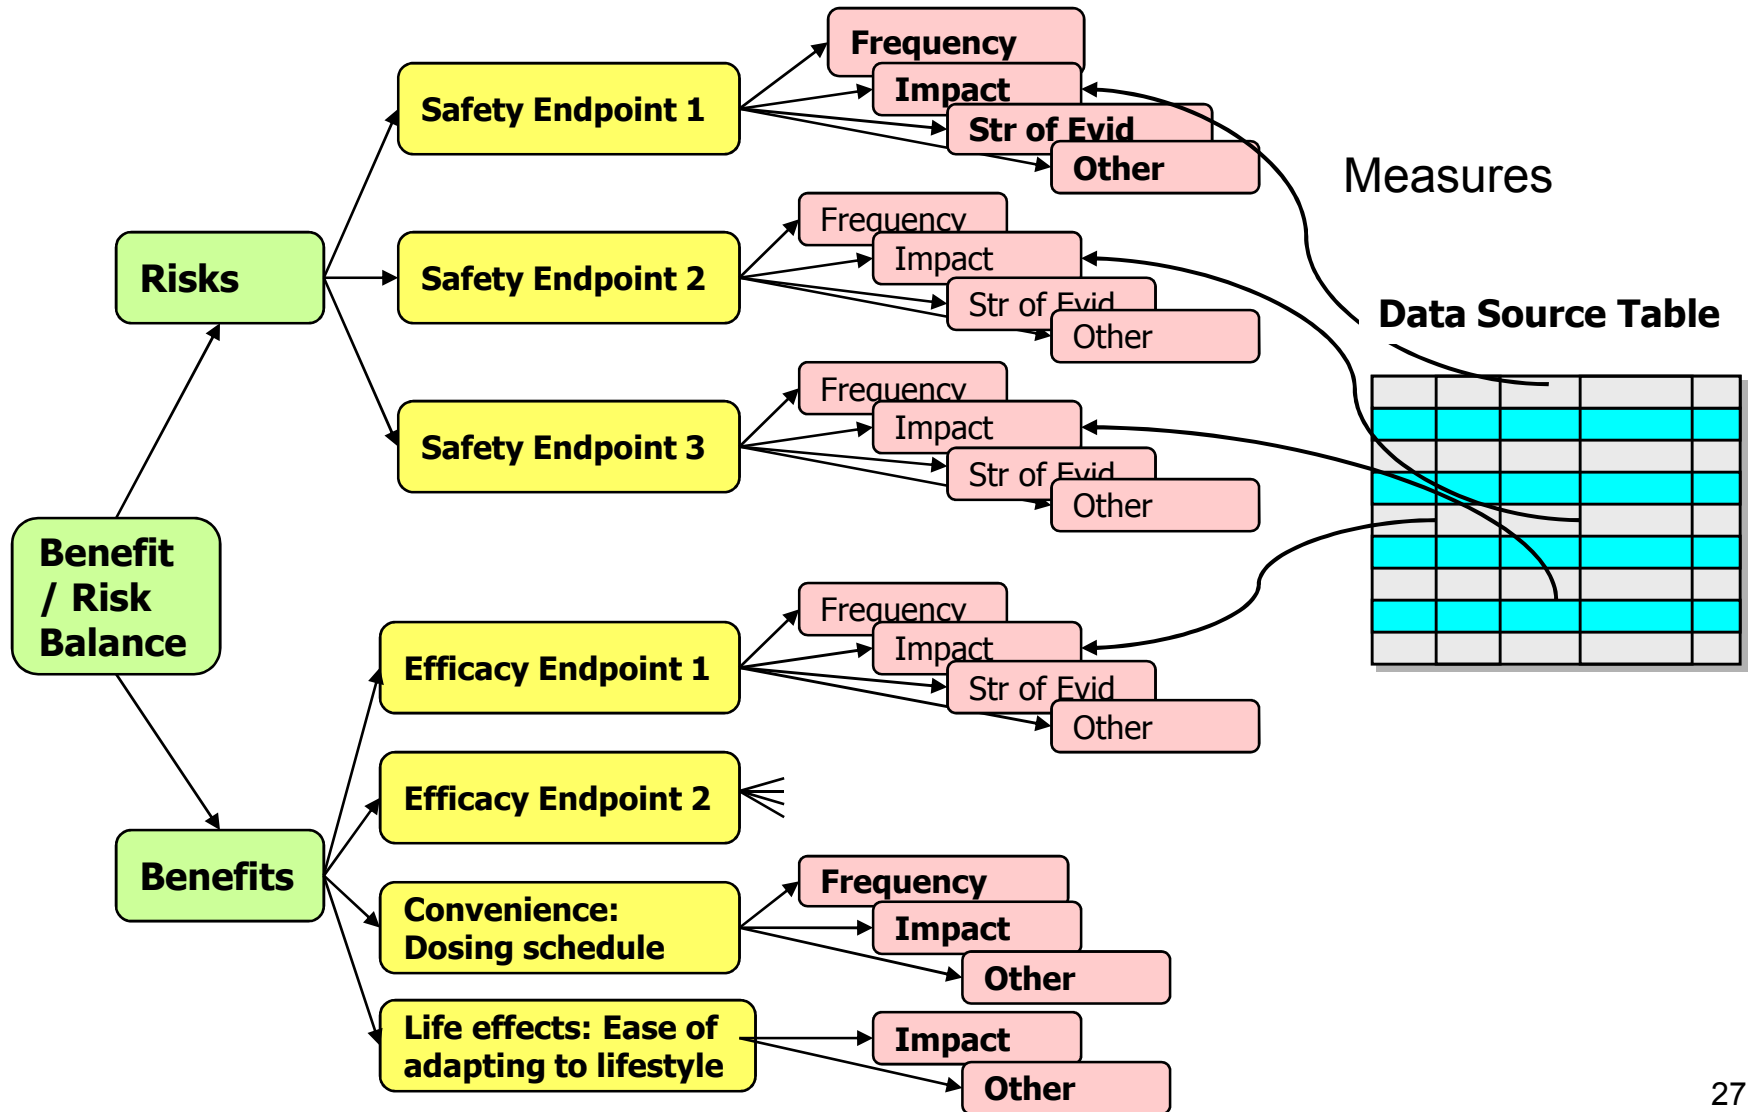 Frequency
Impact
Str of Evid
Other
Safety Endpoint 1
Measures
Frequency
Impact
Str of Evid
Other
Safety Endpoint 2
Risks
Data Source Table
Frequency
Impact
Str of Evid
Other
Safety Endpoint 3
Benefit
/ Risk
Balance
Frequency
Impact
Str of Evid
Other
Efficacy Endpoint 1
Efficacy Endpoint 2
Benefits
Frequency
Impact
Other
Convenience:
Dosing schedule
Life effects: Ease of
adapting to lifestyle
Impact
Other
27